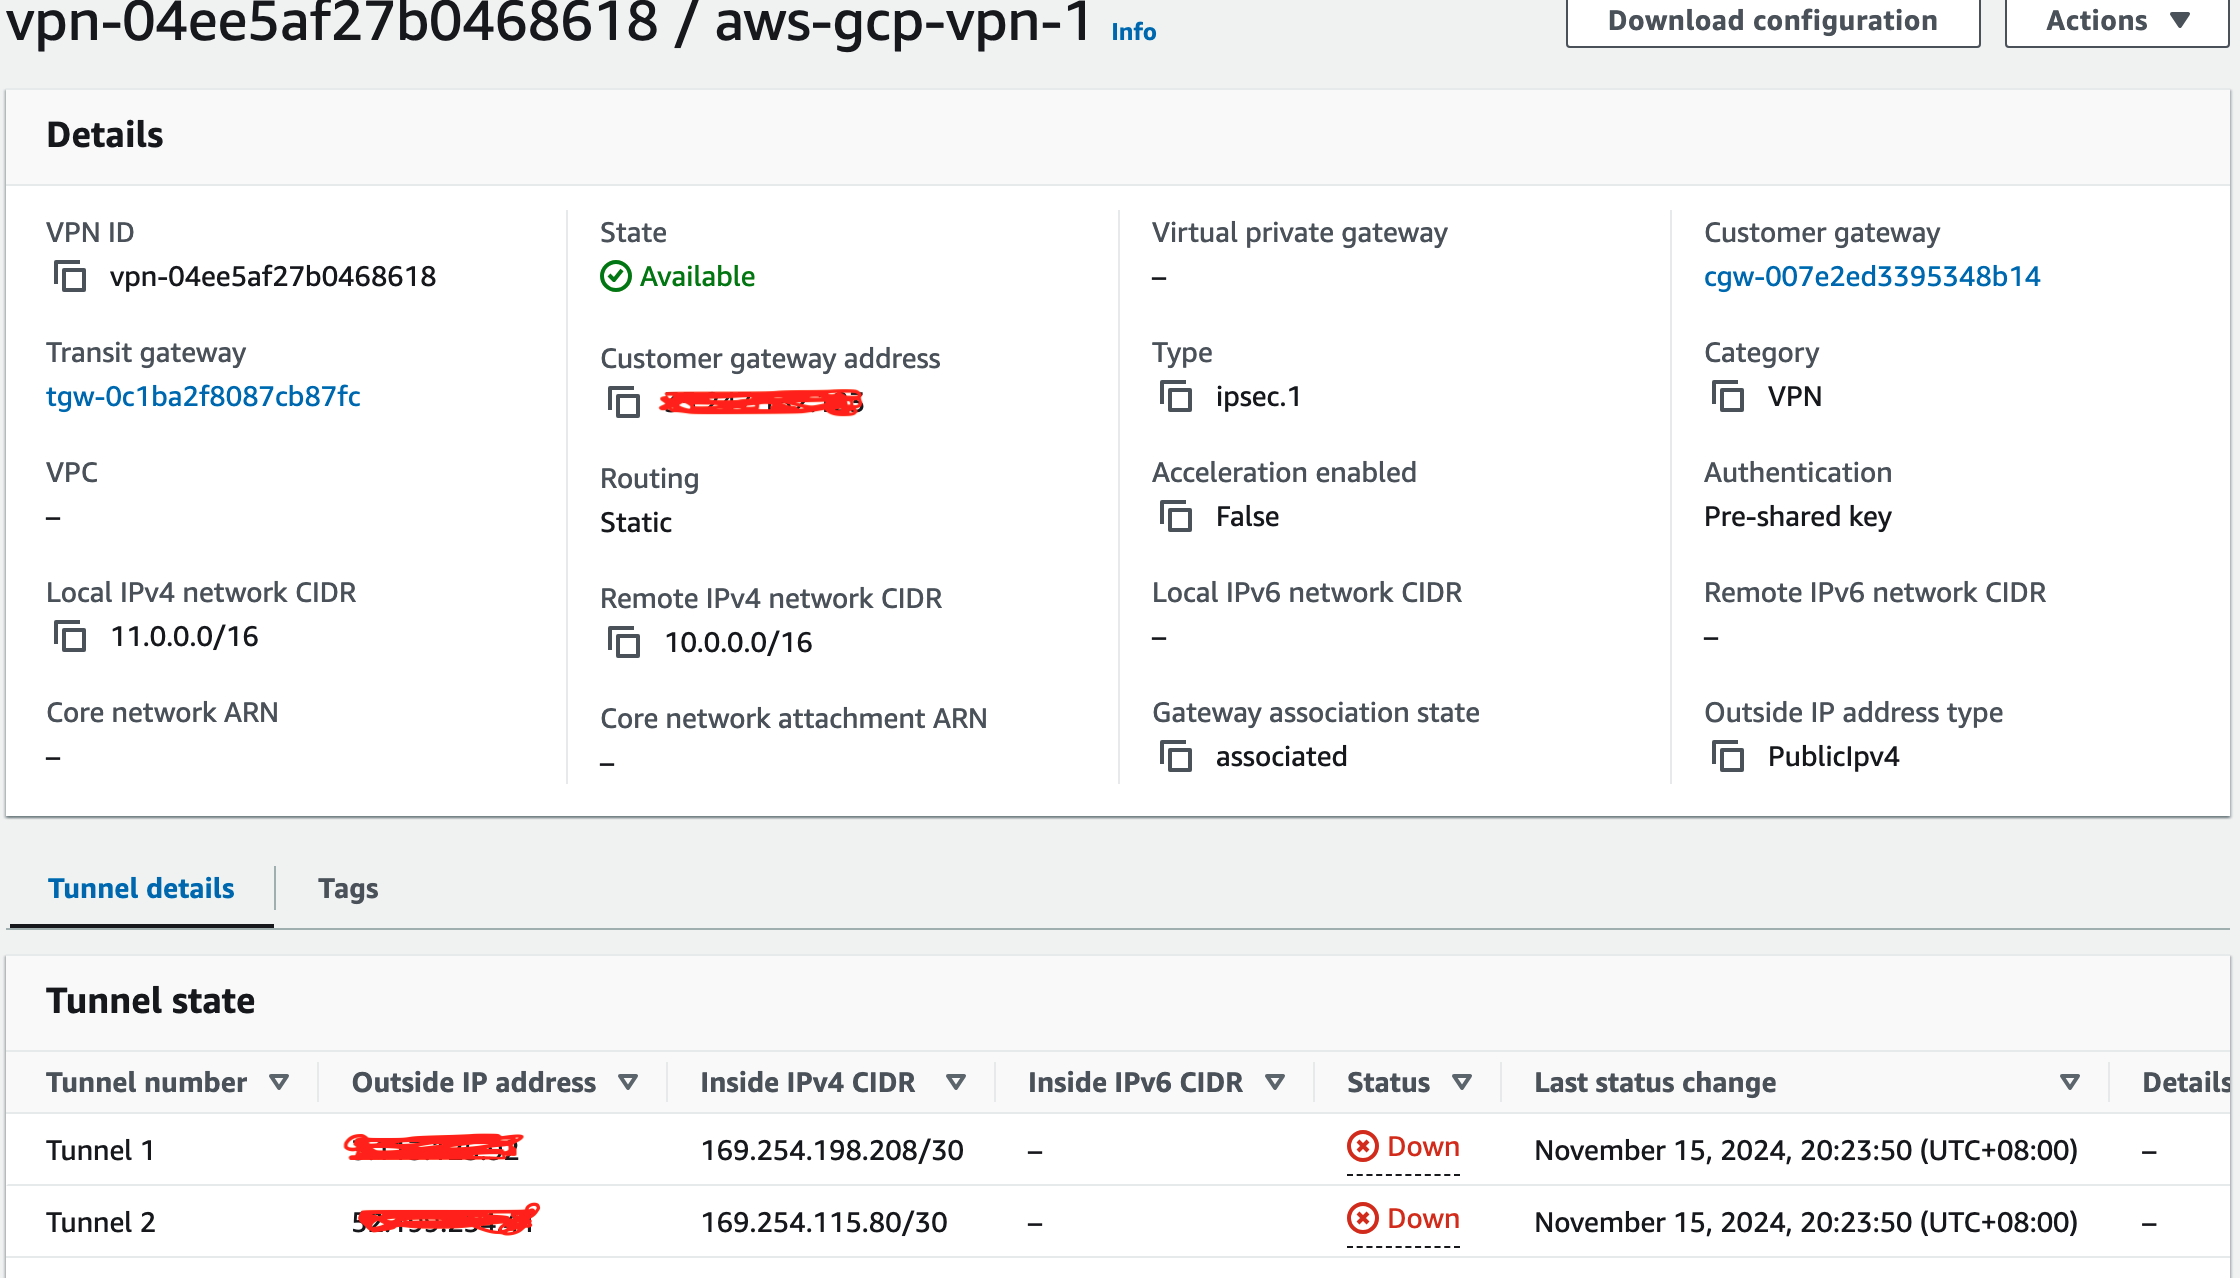 vpn-04ee5af27b0468618 / aws-gcp-vpn-1 Info Download configuration Actions
Details
VPN ID
vpn-04ee5af27b0468618
State
Available
Virtual private gateway
–
Customer gateway
cgw-007e2ed3395348b14
Transit gateway
tgw-0c1ba2f8087cb87fc
Customer gateway address
Type
ipsec.1
Category
VPN
VPC
–
Routing
Static
Acceleration enabled
False
Authentication
Pre-shared key
Local IPv4 network CIDR
11.0.0.0/16
Remote IPv4 network CIDR
10.0.0.0/16
Local IPv6 network CIDR
–
Remote IPv6 network CIDR
–
Core network ARN
–
Core network attachment ARN
–
Gateway association state
associated
Outside IP address type
PublicIpv4
Tunnel details Tags
Tunnel state
Tunnel number Outside IP address Inside IPv4 CIDR Inside IPv6 CIDR Status Last status change Details
Tunnel 1 169.254.198.208/30 – Down November 15, 2024, 20:23:50 (UTC+08:00) –
Tunnel 2 169.254.115.80/30 – Down November 15, 2024, 20:23:50 (UTC+08:00) –